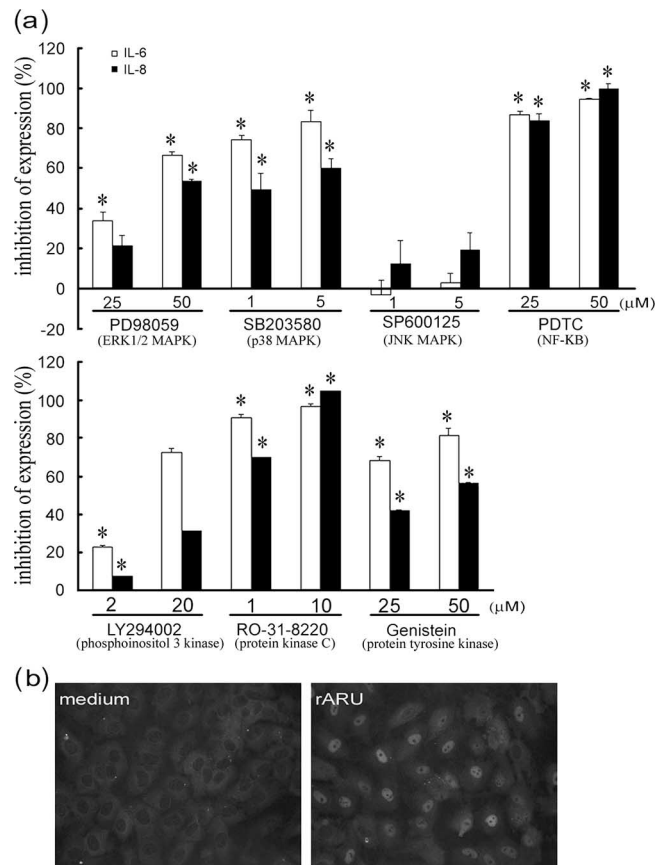 (a)
inhibition of expression (%)
120
100
80
60
40
20
0
-20
IL-6
IL-8
* * * * * * * * * * *
25 50 1 5 1 5 25 50 (μM)
PD98059 SB203580 SP600125 PDTC
(ERK1/2 MAPK) (p38 MAPK) (JNK MAPK) (NF-KB)
inhibition of expression (%)
100
80
60
40
20
0
* * * * * * * * * *
2 20 1 10 25 50 (μM)
LY294002 RO-31-8220 Genistein
(phosphoinositol 3 kinase) (protein kinase C) (protein tyrosine kinase)
(b)
medium rARU